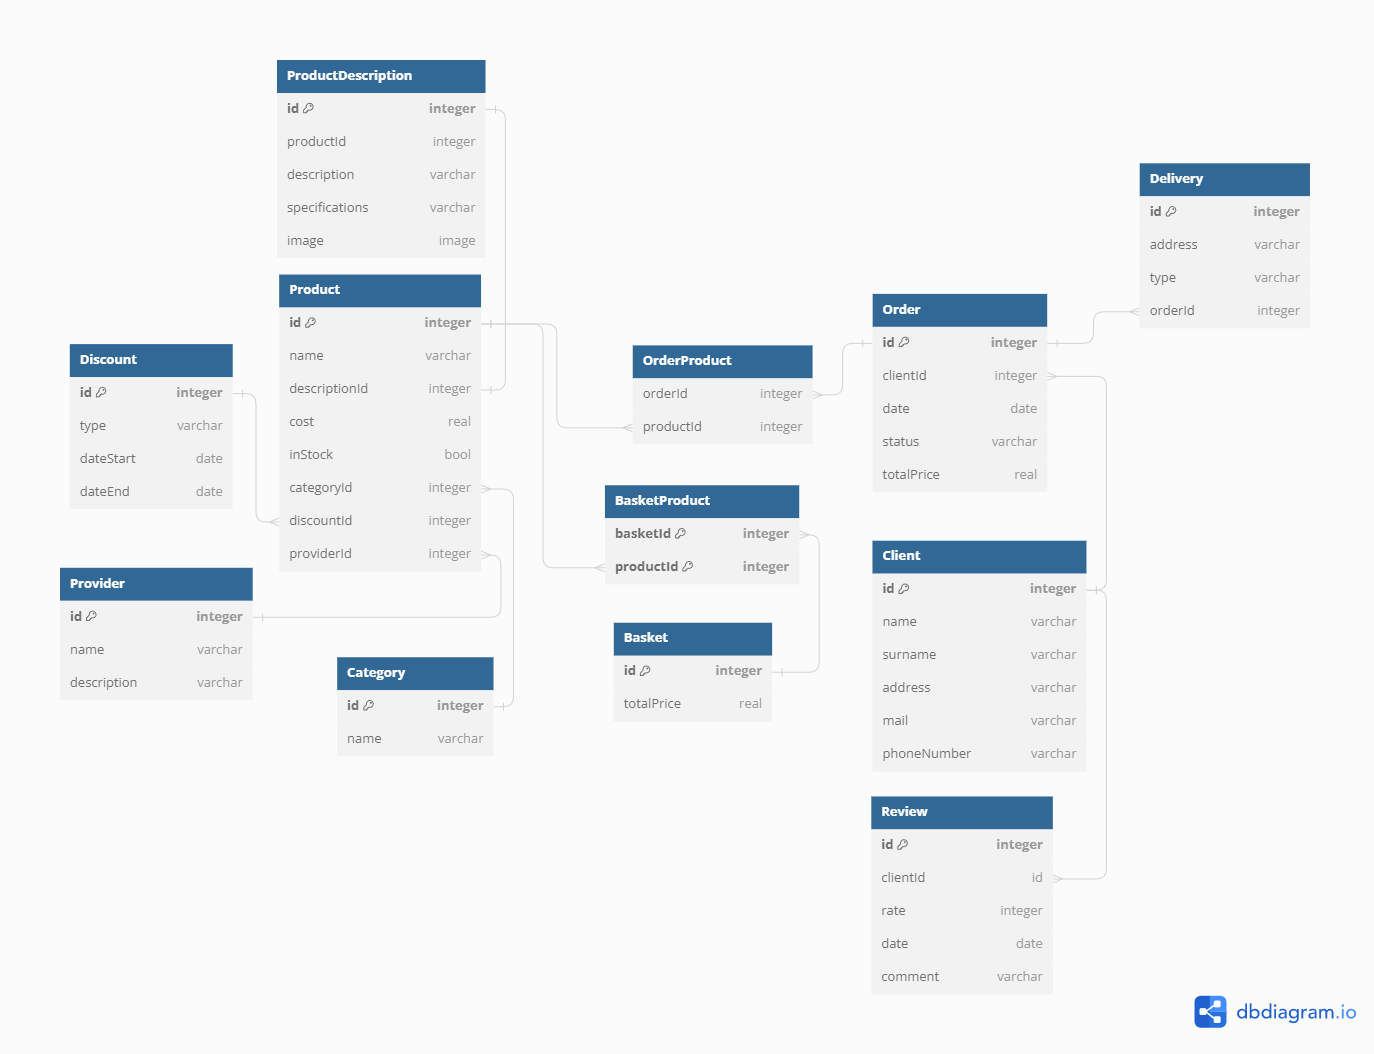 ProductDescription
id integer
productId integer
description varchar
specifications varchar
image image
Product
id integer
name varchar
descriptionId integer
cost real
inStock bool
categoryId integer
discountId integer
providerId integer
Discount
id integer
type varchar
dateStart date
dateEnd date
Provider
id integer
name varchar
description varchar
Category
id integer
name varchar
OrderProduct
orderId integer
productId integer
BasketProduct
basketId integer
productId integer
Basket
id integer
totalPrice real
Order
id integer
clientId integer
date date
status varchar
totalPrice real
Client
id integer
name varchar
surname varchar
address varchar
mail varchar
phoneNumber varchar
Review
id integer
clientId id
rate integer
date date
comment varchar
Delivery
id integer
address varchar
type varchar
orderId integer
dbdiagram.io